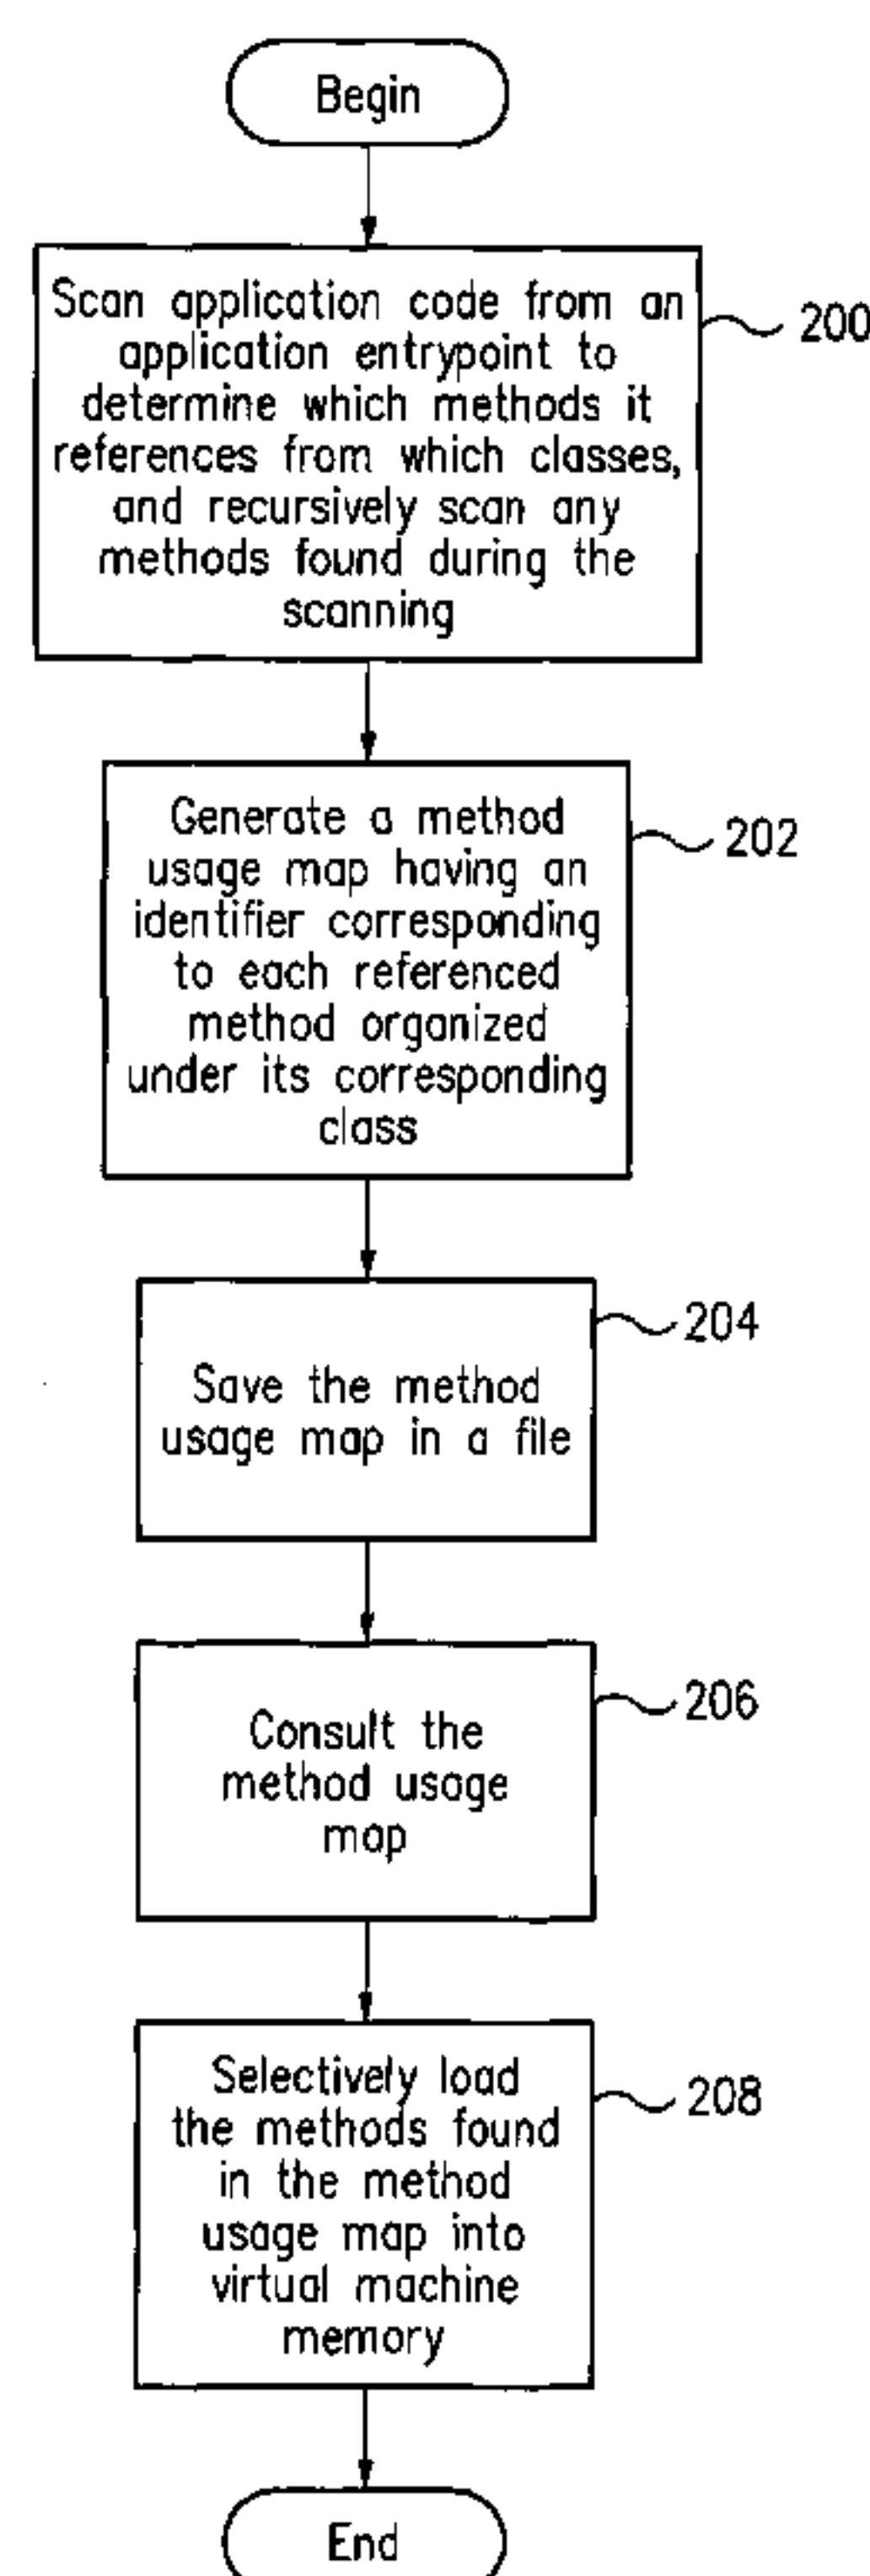 Begin
Scan application code from an
application entrypoint to
determine which methods it
references from which classes,
and recursively scan any
methods found during the
scanning
200
Generate a method
usage map having an
identifier corresponding
to each referenced
method organized
under its corresponding
class
202
Save the method
usage map in a file
204
Consult the
method usage
map
206
Selectively load
the methods found
in the method
usage map into
virtual machine
memory
208
End